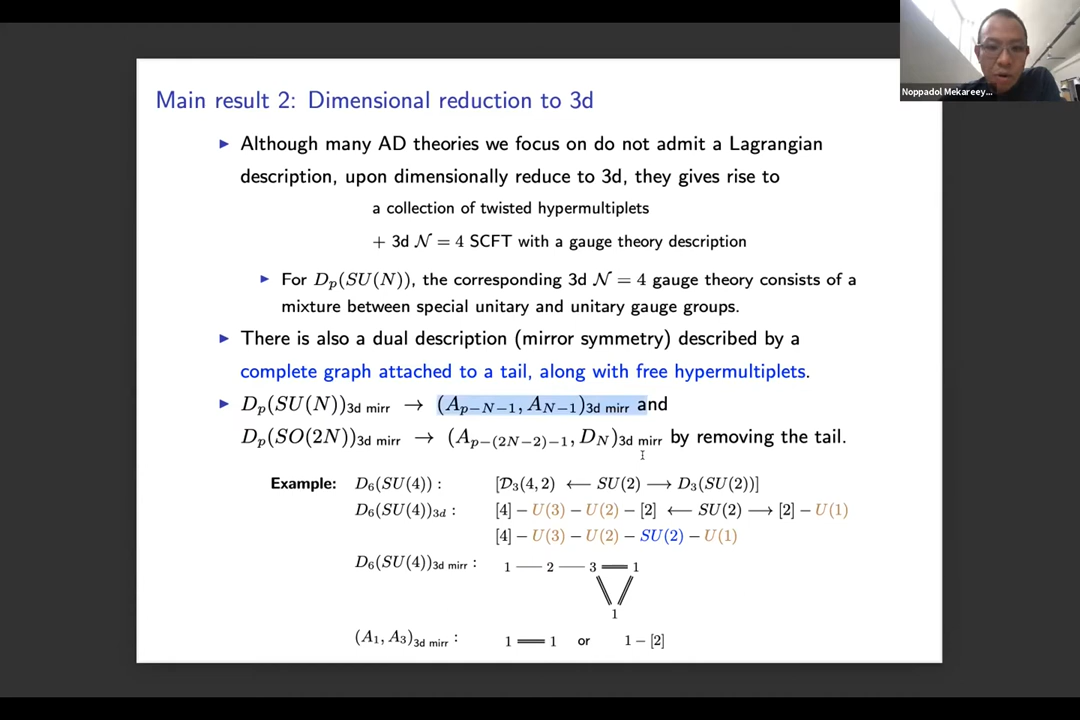 Noppadol Mekareey...
Main result 2: Dimensional reduction to 3d
▶ Although many AD theories we focus on do not admit a Lagrangian
description, upon dimensionally reduce to 3d, they gives rise to
a collection of twisted hypermultiplets
+ 3d 𝒩 = 4 SCFT with a gauge theory description
▶ For D_p(SU(N)), the corresponding 3d 𝒩 = 4 gauge theory consists of a
mixture between special unitary and unitary gauge groups.
▶ There is also a dual description (mirror symmetry) described by a
complete graph attached to a tail, along with free hypermultiplets.
▶ D_p(SU(N))_{3d mirr} → (A_{p−N−1}, A_{N−1})_{3d mirr} and
D_p(SO(2N))_{3d mirr} → (A_{p−(2N−2)−1}, D_N)_{3d mirr} by removing the tail.
Example: D_6(SU(4)) : [𝒟_3(4, 2) ⟵ SU(2) ⟶ D_3(SU(2))]
D_6(SU(4))_{3d} : [4] − U(3) − U(2) − [2] ⟵ SU(2) ⟶ [2] − U(1)
[4] − U(3) − U(2) − SU(2) − U(1)
D_6(SU(4))_{3d mirr} : 1 — 2 — 3 ═ 1
1
(A_1, A_3)_{3d mirr} : 1 ═ 1 or 1 − [2]